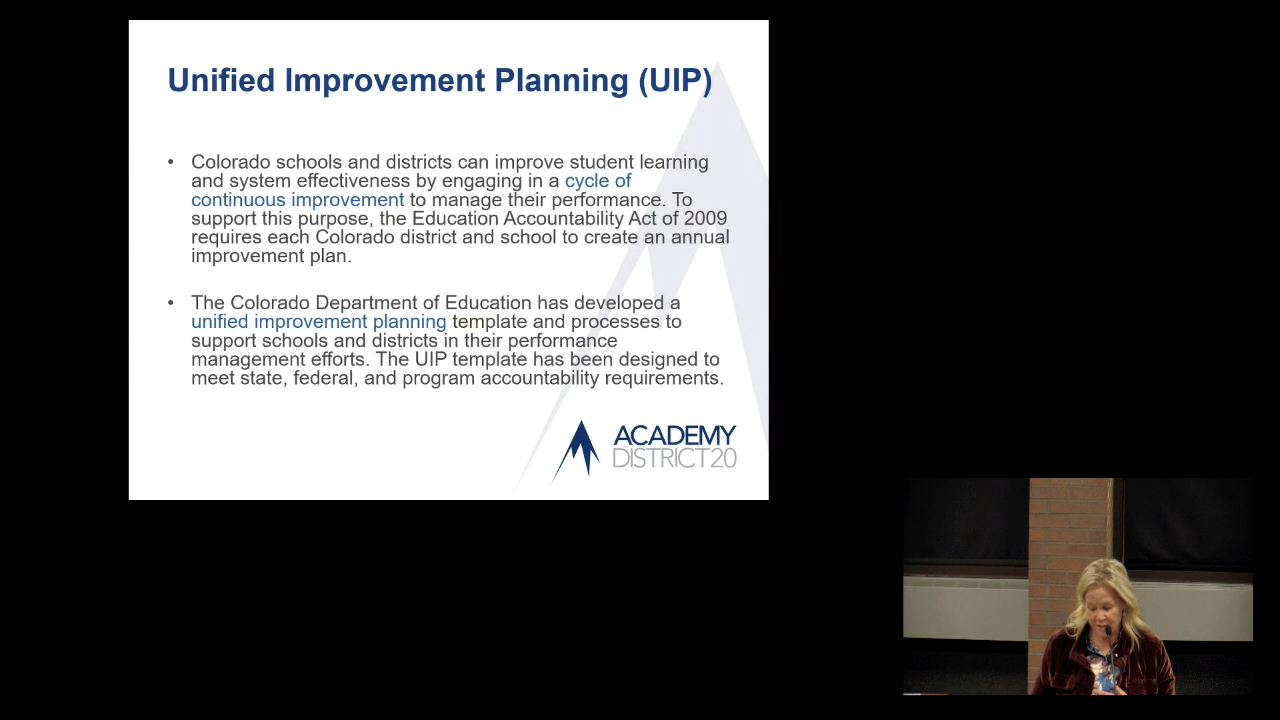 Unified Improvement Planning (UIP)
• Colorado schools and districts can improve student learning
and system effectiveness by engaging in a cycle of
continuous improvement to manage their performance. To
support this purpose, the Education Accountability Act of 2009
requires each Colorado district and school to create an annual
improvement plan.
• The Colorado Department of Education has developed a
unified improvement planning template and processes to
support schools and districts in their performance
management efforts. The UIP template has been designed to
meet state, federal, and program accountability requirements.
ACADEMY
DISTRICT20